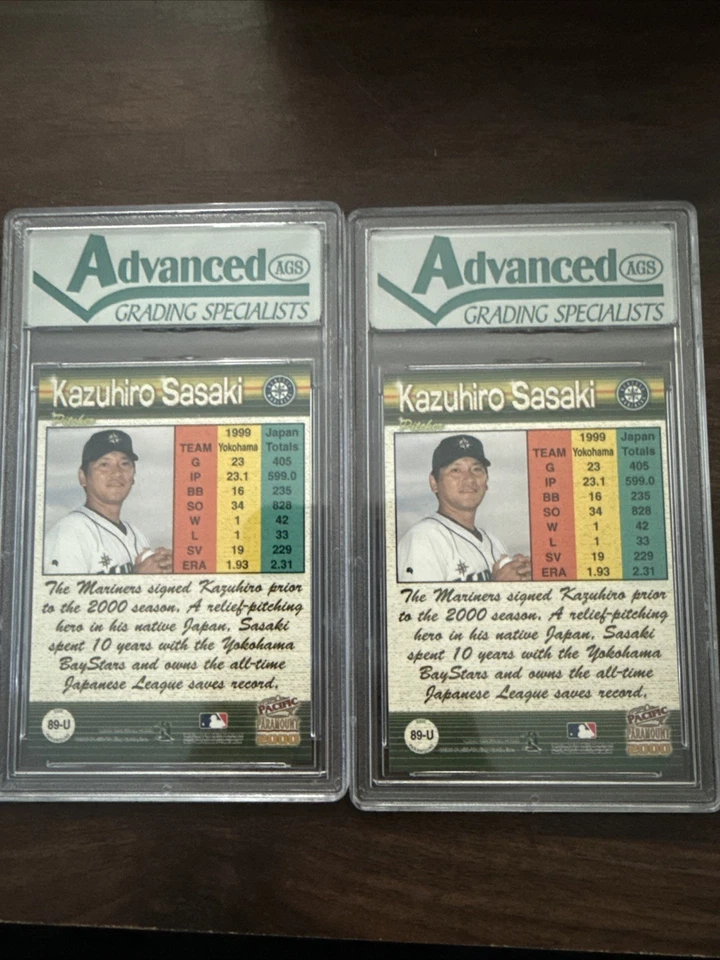 Advanced AGS
GRADING SPECIALISTS
Kazuhiro Sasaki
Pitcher
1999 Japan
TEAM Yokohama Totals
G 23 405
IP 23.1 599.0
BB 16 235
SO 34 828
W 1 42
L 1 33
SV 19 229
ERA 1.93 2.31
The Mariners signed Kazuhiro prior
to the 2000 season. A relief-pitching
hero in his native Japan, Sasaki
spent 10 years with the Yokohama
BayStars and owns the all-time
Japanese League saves record.
89-U
PACIFIC
PARAMOUNT
2000
Advanced AGS
GRADING SPECIALISTS
Kazuhiro Sasaki
Pitcher
1999 Japan
TEAM Yokohama Totals
G 23 405
IP 23.1 599.0
BB 16 235
SO 34 828
W 1 42
L 1 33
SV 19 229
ERA 1.93 2.31
The Mariners signed Kazuhiro prior
to the 2000 season. A relief-pitching
hero in his native Japan, Sasaki
spent 10 years with the Yokohama
BayStars and owns the all-time
Japanese League saves record.
89-U
PACIFIC
PARAMOUNT
2000